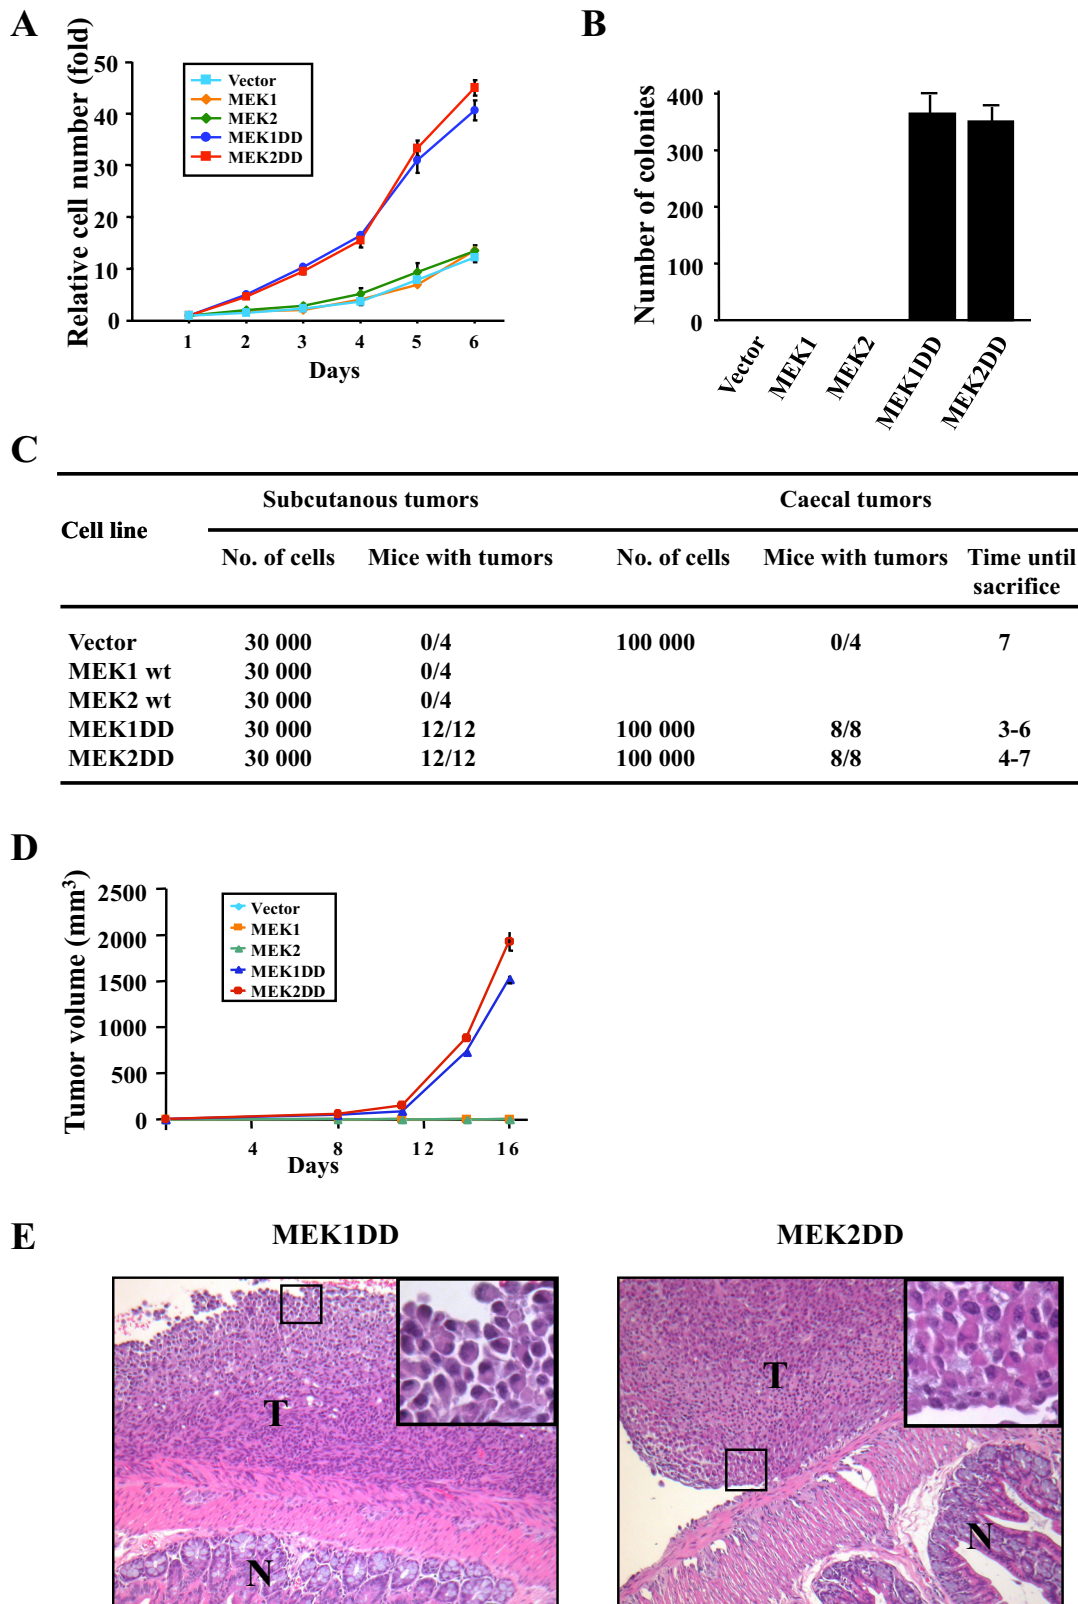 A
Relative cell number (fold)
50
40
30
20
10
0
Vector
MEK1
MEK2
MEK1DD
MEK2DD
1 2 3 4 5 6
Days
B
Number of colonies
400
300
200
100
0
Vector
MEK1
MEK2
MEK1DD
MEK2DD
C
Subcutanous tumors Caecal tumors
Cell line
No. of cells Mice with tumors No. of cells Mice with tumors Time until
sacrifice
Vector 30 000 0/4 100 000 0/4 7
MEK1 wt 30 000 0/4
MEK2 wt 30 000 0/4
MEK1DD 30 000 12/12 100 000 8/8 3-6
MEK2DD 30 000 12/12 100 000 8/8 4-7
D
Tumor volume (mm³)
2500
2000
1500
1000
500
0
Vector
MEK1
MEK2
MEK1DD
MEK2DD
4 8 12 16
Days
E
MEK1DD MEK2DD
T
N
T
N